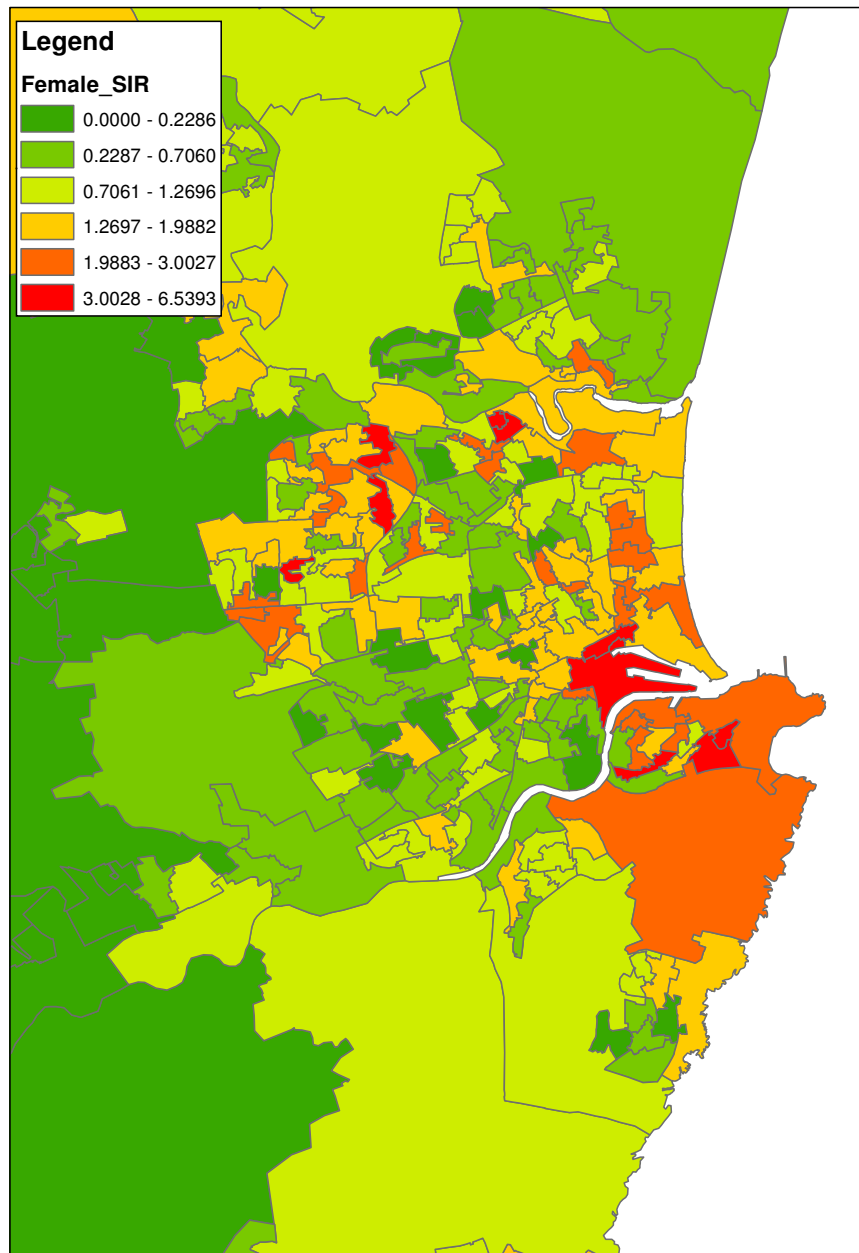 Legend
Female_SIR
0.0000 - 0.2286
0.2287 - 0.7060
0.7061 - 1.2696
1.2697 - 1.9882
1.9883 - 3.0027
3.0028 - 6.5393